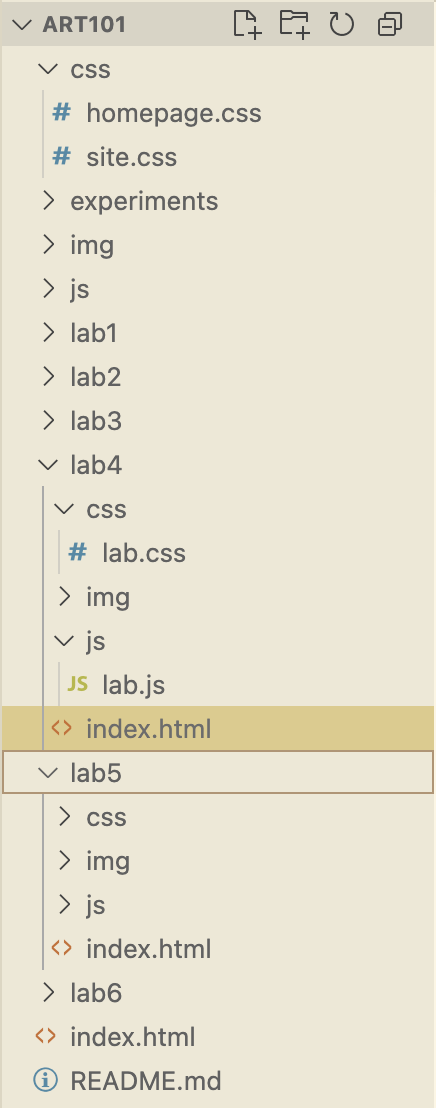 ART101
css
# homepage.css
# site.css
experiments
img
js
lab1
lab2
lab3
lab4
css
# lab.css
img
js
JS lab.js
<> index.html
lab5
css
img
js
<> index.html
lab6
<> index.html
README.md